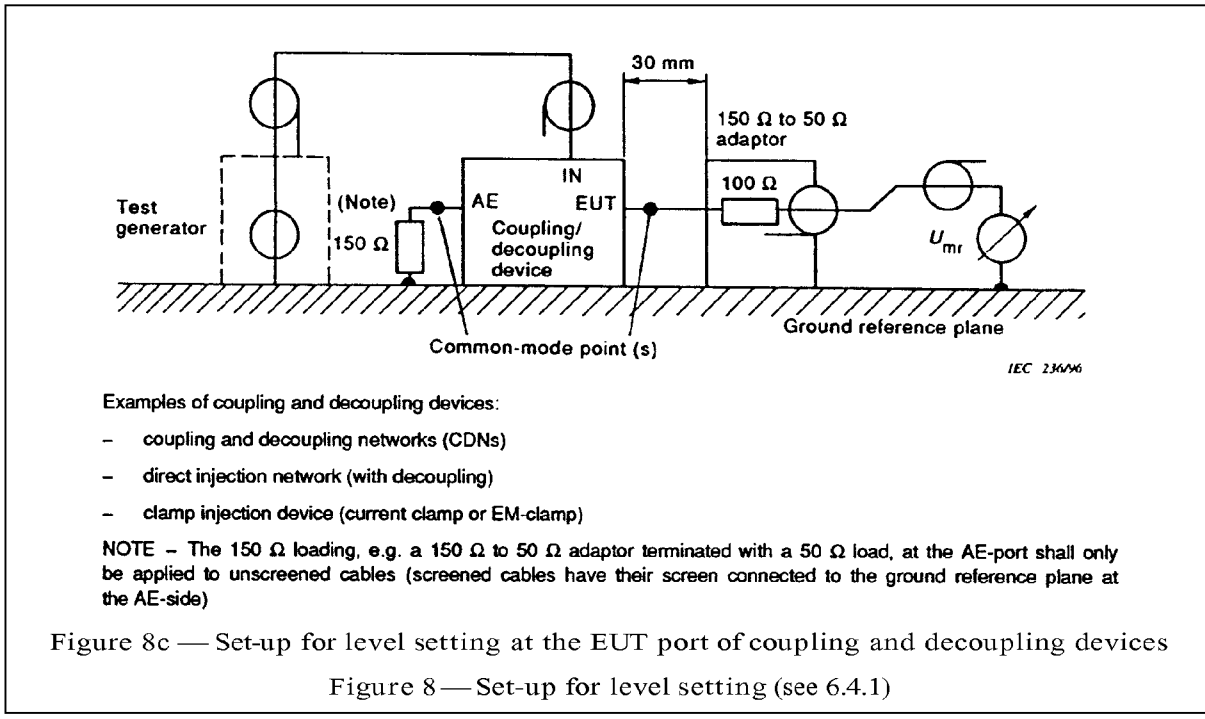 30 mm
150 Ω to 50 Ω
adaptor
IN
100 Ω
Test
generator
(Note)
150 Ω
AE
EUT
Coupling/
decoupling
device
Umr
Ground reference plane
Common-mode point (s)
IEC 236/96
Examples of coupling and decoupling devices:
– coupling and decoupling networks (CDNs)
– direct injection network (with decoupling)
– clamp injection device (current clamp or EM-clamp)
NOTE – The 150 Ω loading, e.g. a 150 Ω to 50 Ω adaptor terminated with a 50 Ω load, at the AE-port shall only
be applied to unscreened cables (screened cables have their screen connected to the ground reference plane at
the AE-side)
Figure 8c — Set-up for level setting at the EUT port of coupling and decoupling devices
Figure 8 — Set-up for level setting (see 6.4.1)